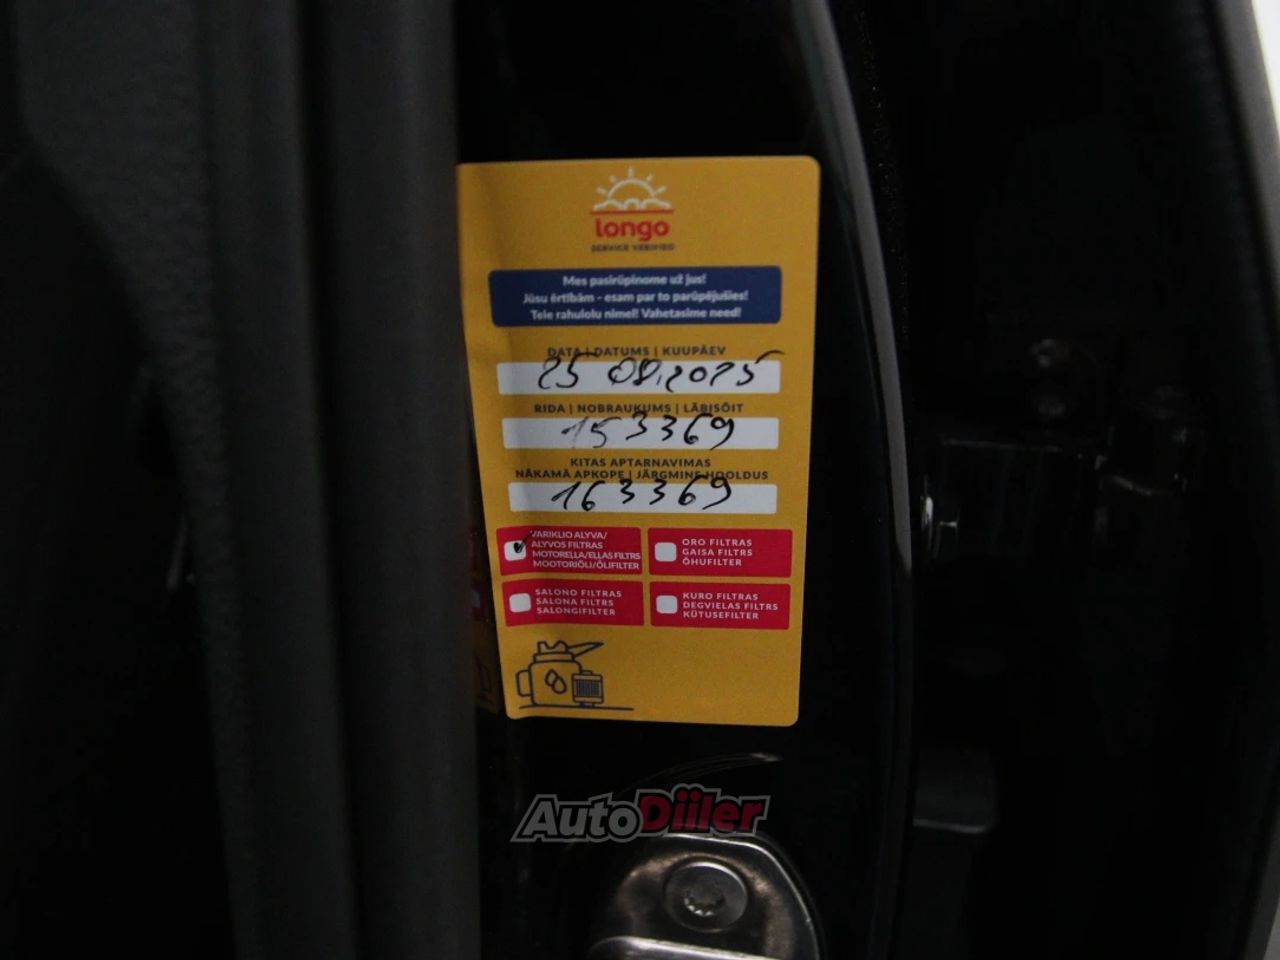 longo
SERVICE VERIFIED
Mes pasirūpinome už jus!
Jūsu ērtībām - esam par to parūpējušies!
Teie rahulolu nimel! Vahetasime need!
DATA | DATUMS | KUUPÄEV
25 08.2025
RIDA | NOBRAUKUMS | LÄBISÕIT
153369
KITAS APTARNAVIMAS
NĀKAMĀ APKOPE | JÄRGMINE HOOLDUS
163369
VARIKLIO ALYVA/
ALYVOS FILTRAS
MOTOREĻĻA/EĻĻAS FILTRS
MOOTORIÕLI/ÕLIFILTER
ORO FILTRAS
GAISA FILTRS
ÕHUFILTER
SALONO FILTRAS
SALONA FILTRS
SALONGIFILTER
KURO FILTRAS
DEGVIELAS FILTRS
KÜTUSEFILTER
AutoDiiler